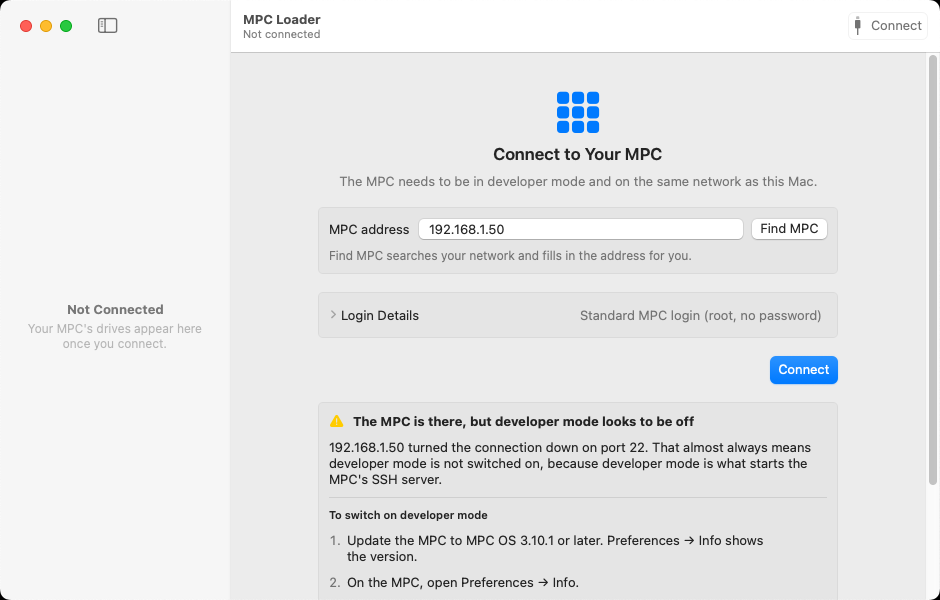 MPC Loader
Not connected
Connect
Connect to Your MPC
The MPC needs to be in developer mode and on the same network as this Mac.
MPC address 192.168.1.50 Find MPC
Find MPC searches your network and fills in the address for you.
Not Connected
Your MPC's drives appear here
once you connect.
Login Details Standard MPC login (root, no password)
Connect
The MPC is there, but developer mode looks to be off
192.168.1.50 turned the connection down on port 22. That almost always means
developer mode is not switched on, because developer mode is what starts the
MPC's SSH server.
To switch on developer mode
1. Update the MPC to MPC OS 3.10.1 or later. Preferences → Info shows
the version.
2. On the MPC, open Preferences → Info.